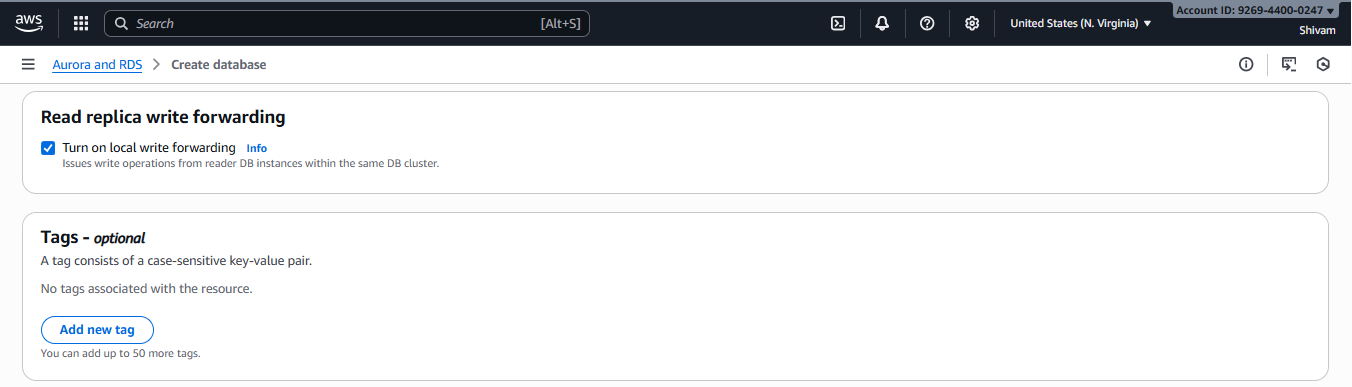 aws
Search [Alt+S]
United States (N. Virginia)
Account ID: 9269-4400-0247
Shivam
Aurora and RDS > Create database
Read replica write forwarding
Turn on local write forwarding Info
Issues write operations from reader DB instances within the same DB cluster.
Tags - optional
A tag consists of a case-sensitive key-value pair.
No tags associated with the resource.
Add new tag
You can add up to 50 more tags.